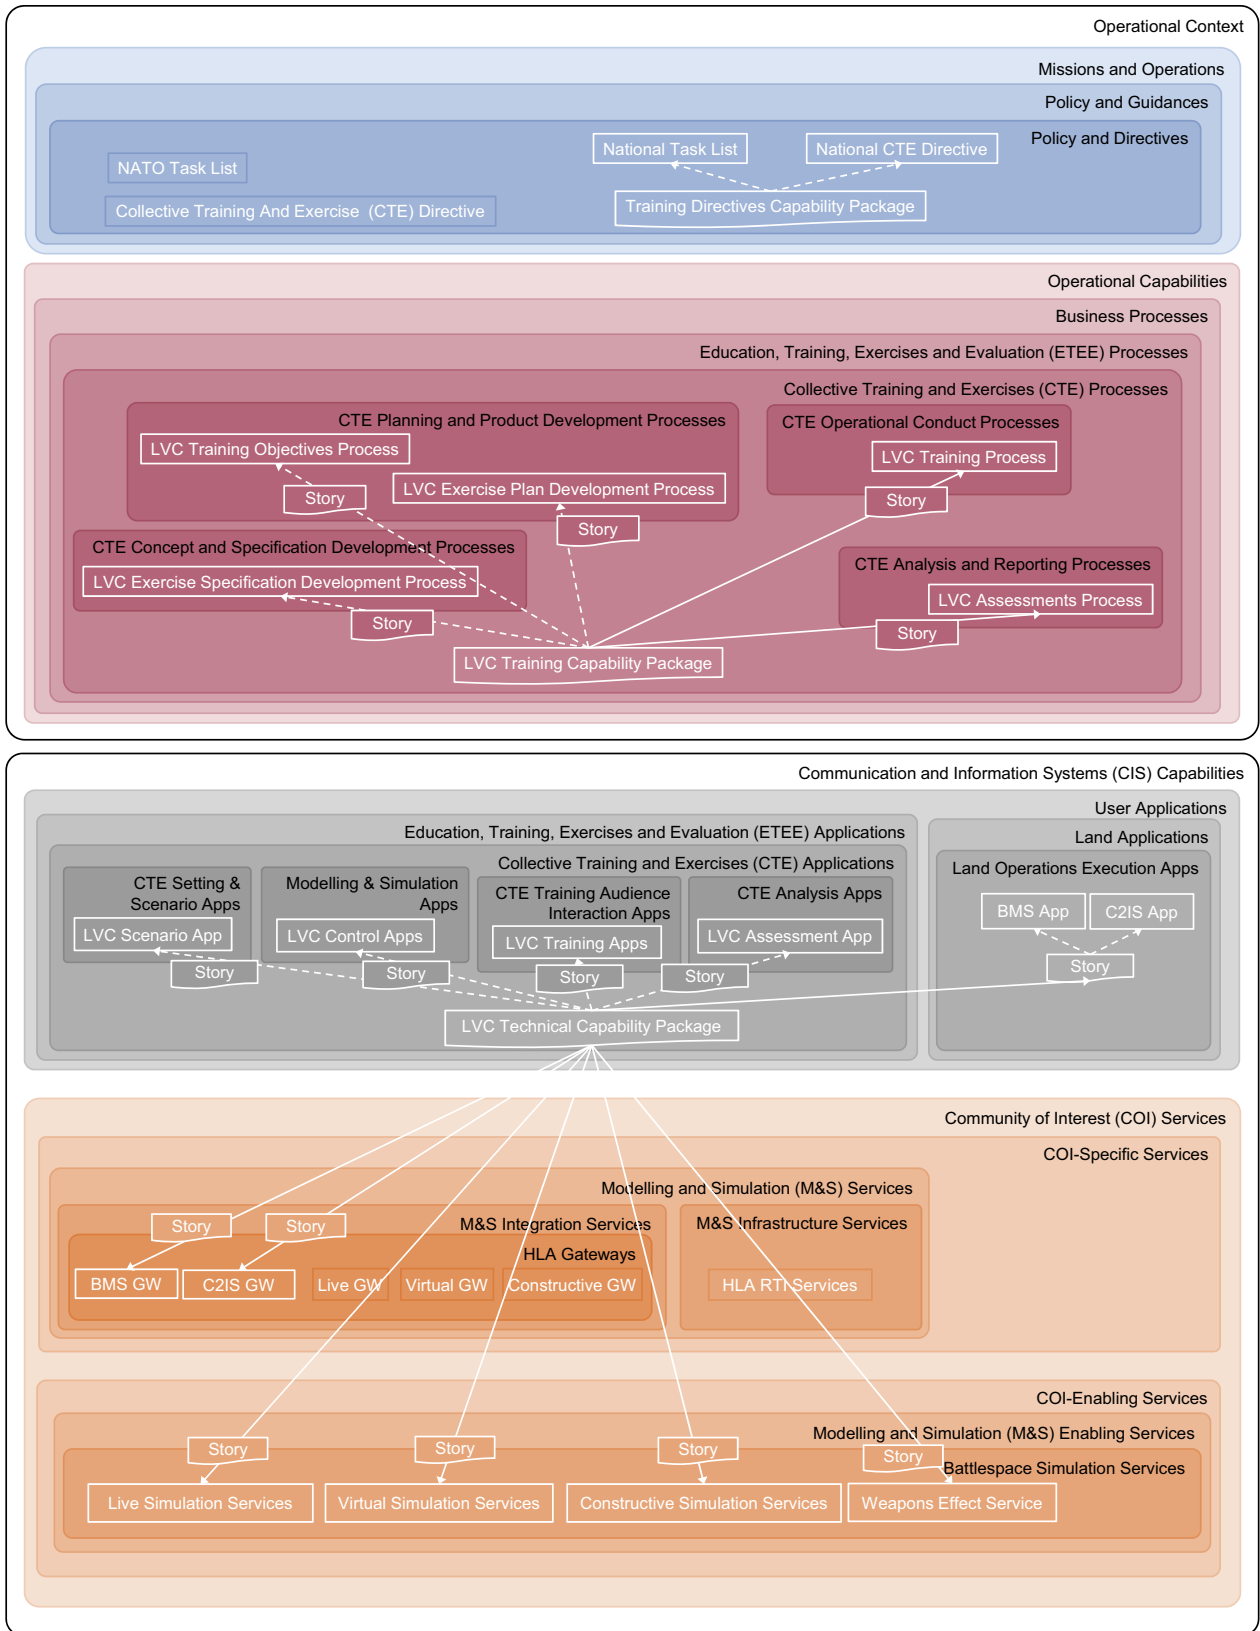 Operational Context
Missions and Operations
Policy and Guidances
Policy and Directives
National Task List
National CTE Directive
NATO Task List
Collective Training And Exercise  (CTE) Directive
Training Directives Capability Package
Operational Capabilities
Business Processes
Education, Training, Exercises and Evaluation (ETEE) Processes
Collective Training and Exercises (CTE) Processes
CTE Planning and Product Development Processes
LVC Training Objectives Process
LVC Exercise Plan Development Process
Story
Story
CTE Operational Conduct Processes
LVC Training Process
Story
CTE Concept and Specification Development Processes
LVC Exercise Specification Development Process
Story
CTE Analysis and Reporting Processes
LVC Assessments Process
Story
LVC Training Capability Package
Communication and Information Systems (CIS) Capabilities
User Applications
Education, Training, Exercises and Evaluation (ETEE) Applications
Collective Training and Exercises (CTE) Applications
CTE Setting &
Scenario Apps
LVC Scenario App
Story
Modelling & Simulation
Apps
LVC Control Apps
Story
CTE Training Audience
Interaction Apps
LVC Training Apps
Story
CTE Analysis Apps
LVC Assessment App
Story
LVC Technical Capability Package
Land Applications
Land Operations Execution Apps
BMS App
C2IS App
Story
Community of Interest (COI) Services
COI-Specific Services
Modelling and Simulation (M&S) Services
M&S Integration Services
Story
Story
HLA Gateways
BMS GW
C2IS GW
Live GW
Virtual GW
Constructive GW
M&S Infrastructure Services
HLA RTI Services
COI-Enabling Services
Modelling and Simulation (M&S) Enabling Services
Battlespace Simulation Services
Story
Story
Story
Story
Live Simulation Services
Virtual Simulation Services
Constructive Simulation Services
Weapons Effect Service